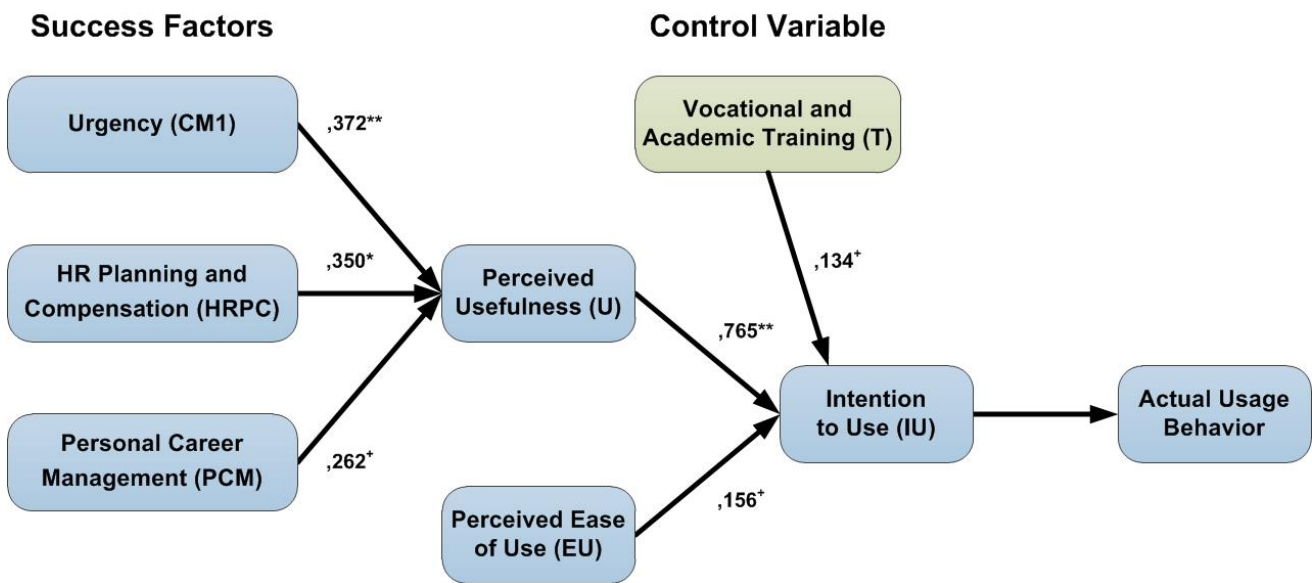 Success Factors
Control Variable
Urgency (CM1)
,372**
Vocational and
Academic Training (T)
HR Planning and
Compensation (HRPC)
,350*
Perceived
Usefulness (U)
,134+
,765**
Personal Career
Management (PCM)
,262+
Intention
to Use (IU)
Actual Usage
Behavior
Perceived Ease
of Use (EU)
,156+